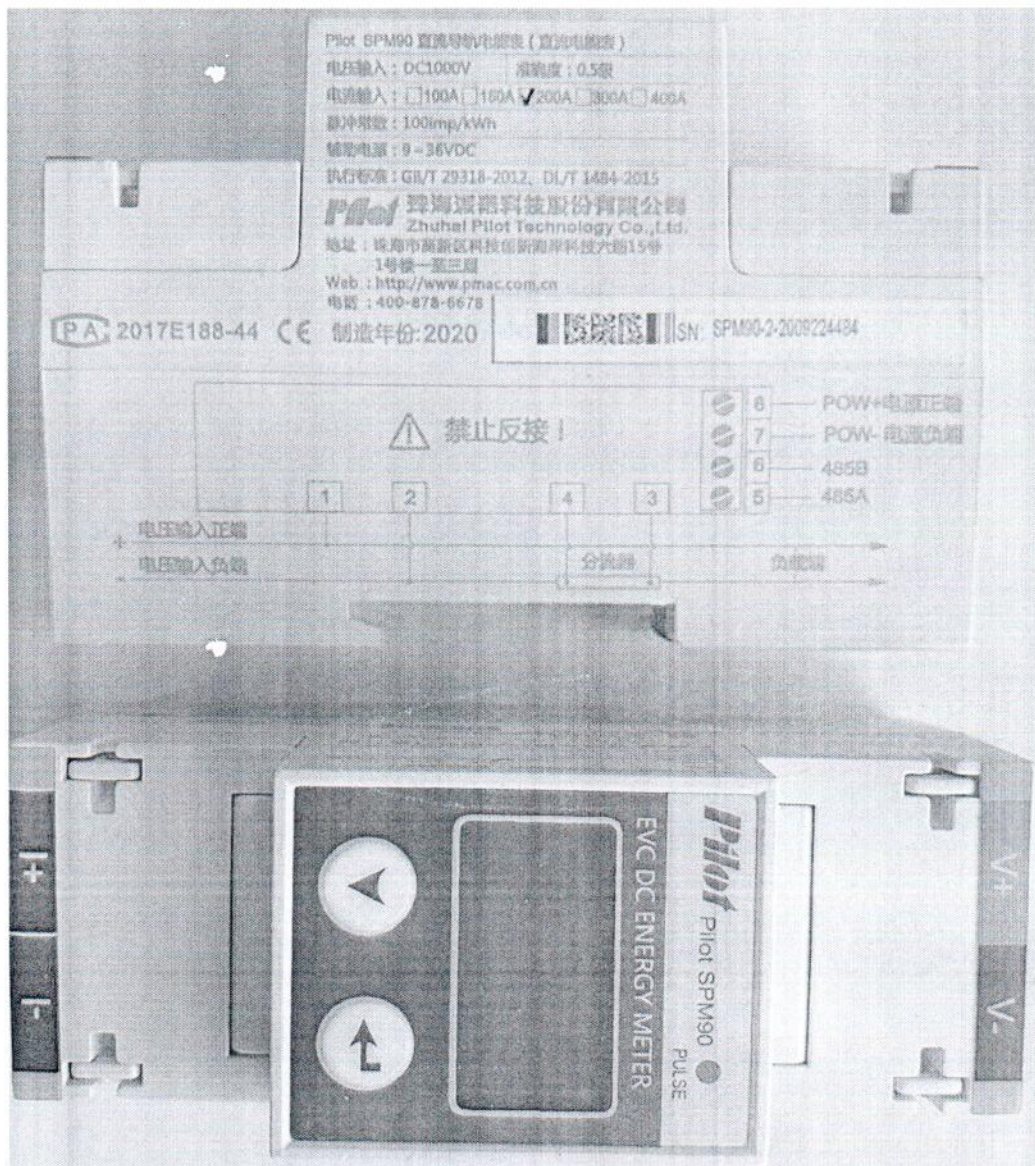 Pilot SPM90 直流导轨电能表(直流电能表)
电压输入:DC1000V 准确度:0.5级
电流输入:□100A □150A ✓200A □300A □400A
脉冲常数:100imp/kWh
辅助电源:9~36VDC
执行标准:GB/T 29318-2012、DL/T 1484-2015
Pilot 珠海派诺科技股份有限公司
Zhuhai Pilot Technology Co.,Ltd.
地址:珠海市高新区科技创新海岸科技六路15号
1号楼一至三层
Web:http://www.pmac.com.cn
电话:400-878-6678
PA 2017E188-44 CE 制造年份:2020
SN: SPM90-2-2009224484
禁止反接!
8 POW+电源正端
7 POW-电源负端
6 485B
5 485A
1 2 4 3
电压输入正端
+
电压输入负端
-
分流器
负载端
I+
I-
Pilot
Pilot SPM90
PULSE
EVC DC ENERGY METER
V+
V-